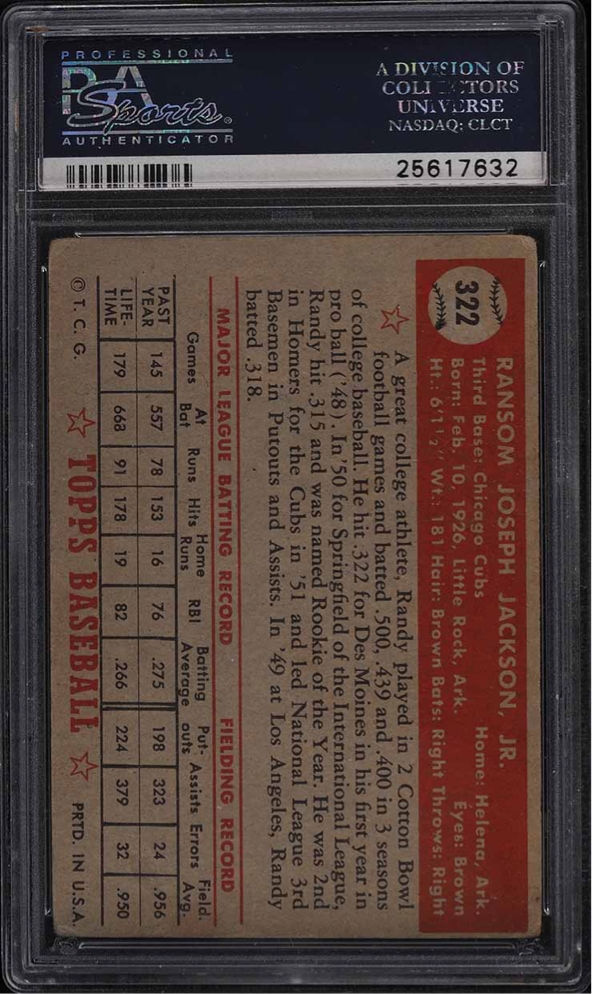 PROFESSIONAL
PSA
Sports.
AUTHENTICATOR
A DIVISION OF
COLLECTORS
UNIVERSE
NASDAQ: CLCT
25617632
322
RANSOM JOSEPH JACKSON, JR.
Third Base: Chicago Cubs Home: Helena, Ark.
Born: Feb. 10, 1926, Little Rock, Ark. Eyes: Brown
Ht.: 6'1½" Wt.: 181 Hair: Brown Bats: Right Throws: Right
A great college athlete, Randy played in 2 Cotton Bowl
football games and batted .500, .439 and .400 in 3 seasons
of college baseball. He hit .322 for Des Moines in his first year in
pro ball ('48). In '50 for Springfield of the International League,
Randy hit .315 and was named Rookie of the Year. He was 2nd
in Homers for the Cubs in '51 and led National League 3rd
Basemen in Putouts and Assists. In '49 at Los Angeles, Randy
batted .318.
MAJOR LEAGUE BATTING RECORD FIELDING RECORD
Games At Bat Runs Hits Home Runs RBI Batting Average Put-outs Assists Errors Field. Avg.
PAST YEAR 145 557 78 153 16 76 .275 198 323 24 .956
LIFE-TIME 179 668 91 178 19 82 .266 224 379 32 .950
© T. C. G. TOPPS BASEBALL PRTD. IN U.S.A.